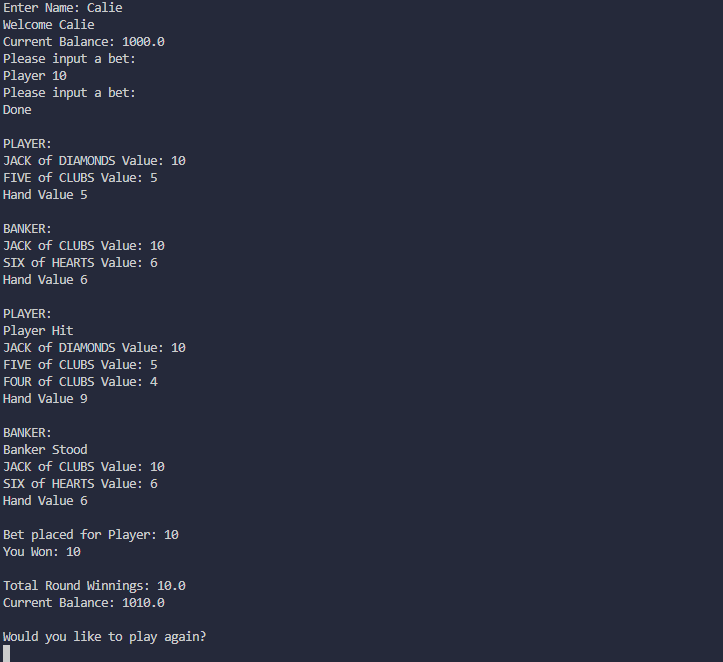 Enter Name: Calie
Welcome Calie
Current Balance: 1000.0
Please input a bet:
Player 10
Please input a bet:
Done
PLAYER:
JACK of DIAMONDS Value: 10
FIVE of CLUBS Value: 5
Hand Value 5
BANKER:
JACK of CLUBS Value: 10
SIX of HEARTS Value: 6
Hand Value 6
PLAYER:
Player Hit
JACK of DIAMONDS Value: 10
FIVE of CLUBS Value: 5
FOUR of CLUBS Value: 4
Hand Value 9
BANKER:
Banker Stood
JACK of CLUBS Value: 10
SIX of HEARTS Value: 6
Hand Value 6
Bet placed for Player: 10
You Won: 10
Total Round Winnings: 10.0
Current Balance: 1010.0
Would you like to play again?